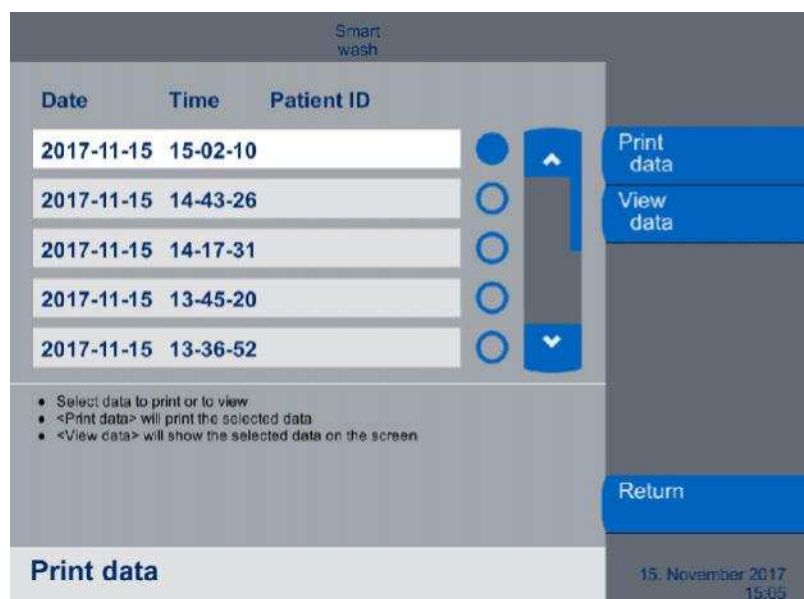 Smart
wash
Date Time Patient ID
2017-11-15 15-02-10
2017-11-15 14-43-26
2017-11-15 14-17-31
2017-11-15 13-45-20
2017-11-15 13-36-52
Print
data
View
data
• Select data to print or to view
• <Print data> will print the selected data
• <View data> will show the selected data on the screen
Return
Print data
15. November 2017
15:05